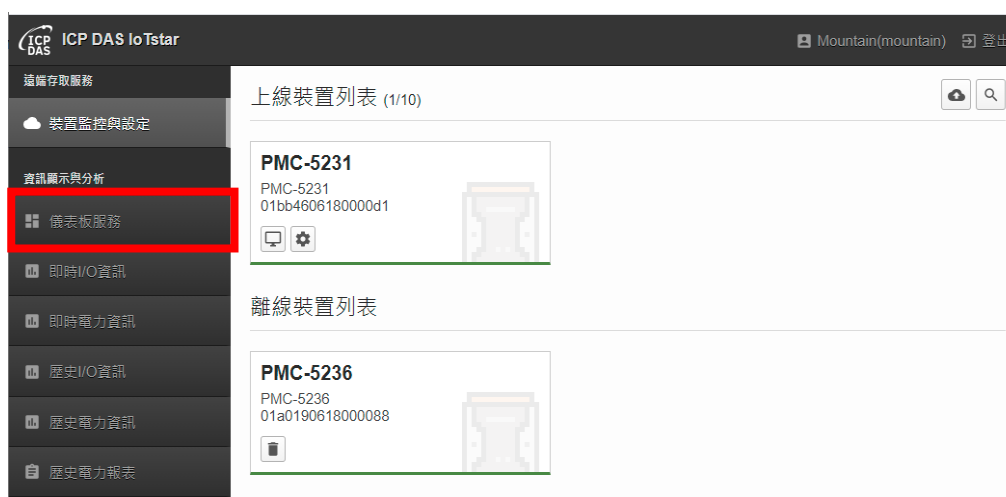 ICP DAS
ICP DAS IoTstar
Mountain(mountain)
登出
遠端存取服務
裝置監控與設定
資訊顯示與分析
儀表板服務
即時I/O資訊
即時電力資訊
歷史I/O資訊
歷史電力資訊
歷史電力報表
上線裝置列表 (1/10)
PMC-5231
PMC-5231
01bb4606180000d1
離線裝置列表
PMC-5236
PMC-5236
01a0190618000088